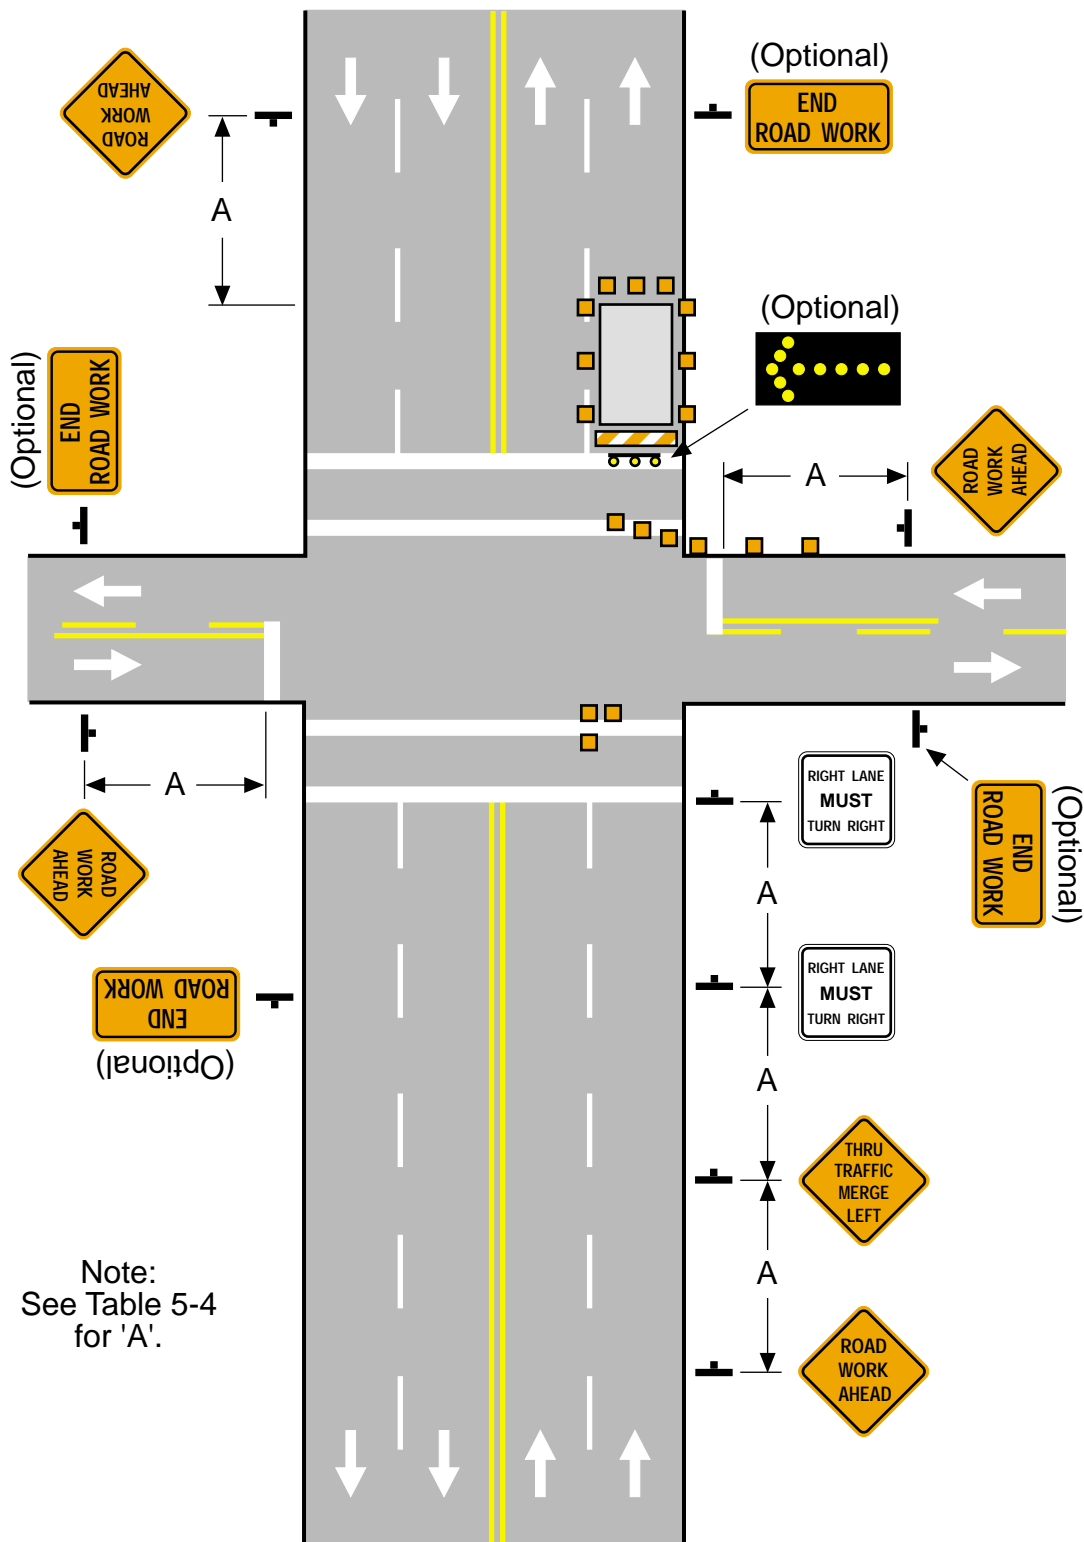 ROAD
WORK
AHEAD
(Optional)
END
ROAD WORK
A
(Optional)
(Optional)
END
ROAD WORK
ROAD
WORK
AHEAD
A
A
ROAD
WORK
AHEAD
RIGHT LANE
MUST
TURN RIGHT
END
ROAD WORK
(Optional)
A
END
ROAD WORK
(Optional)
RIGHT LANE
MUST
TURN RIGHT
A
THRU
TRAFFIC
MERGE
LEFT
A
Note:
See Table 5-4
for 'A'.
ROAD
WORK
AHEAD